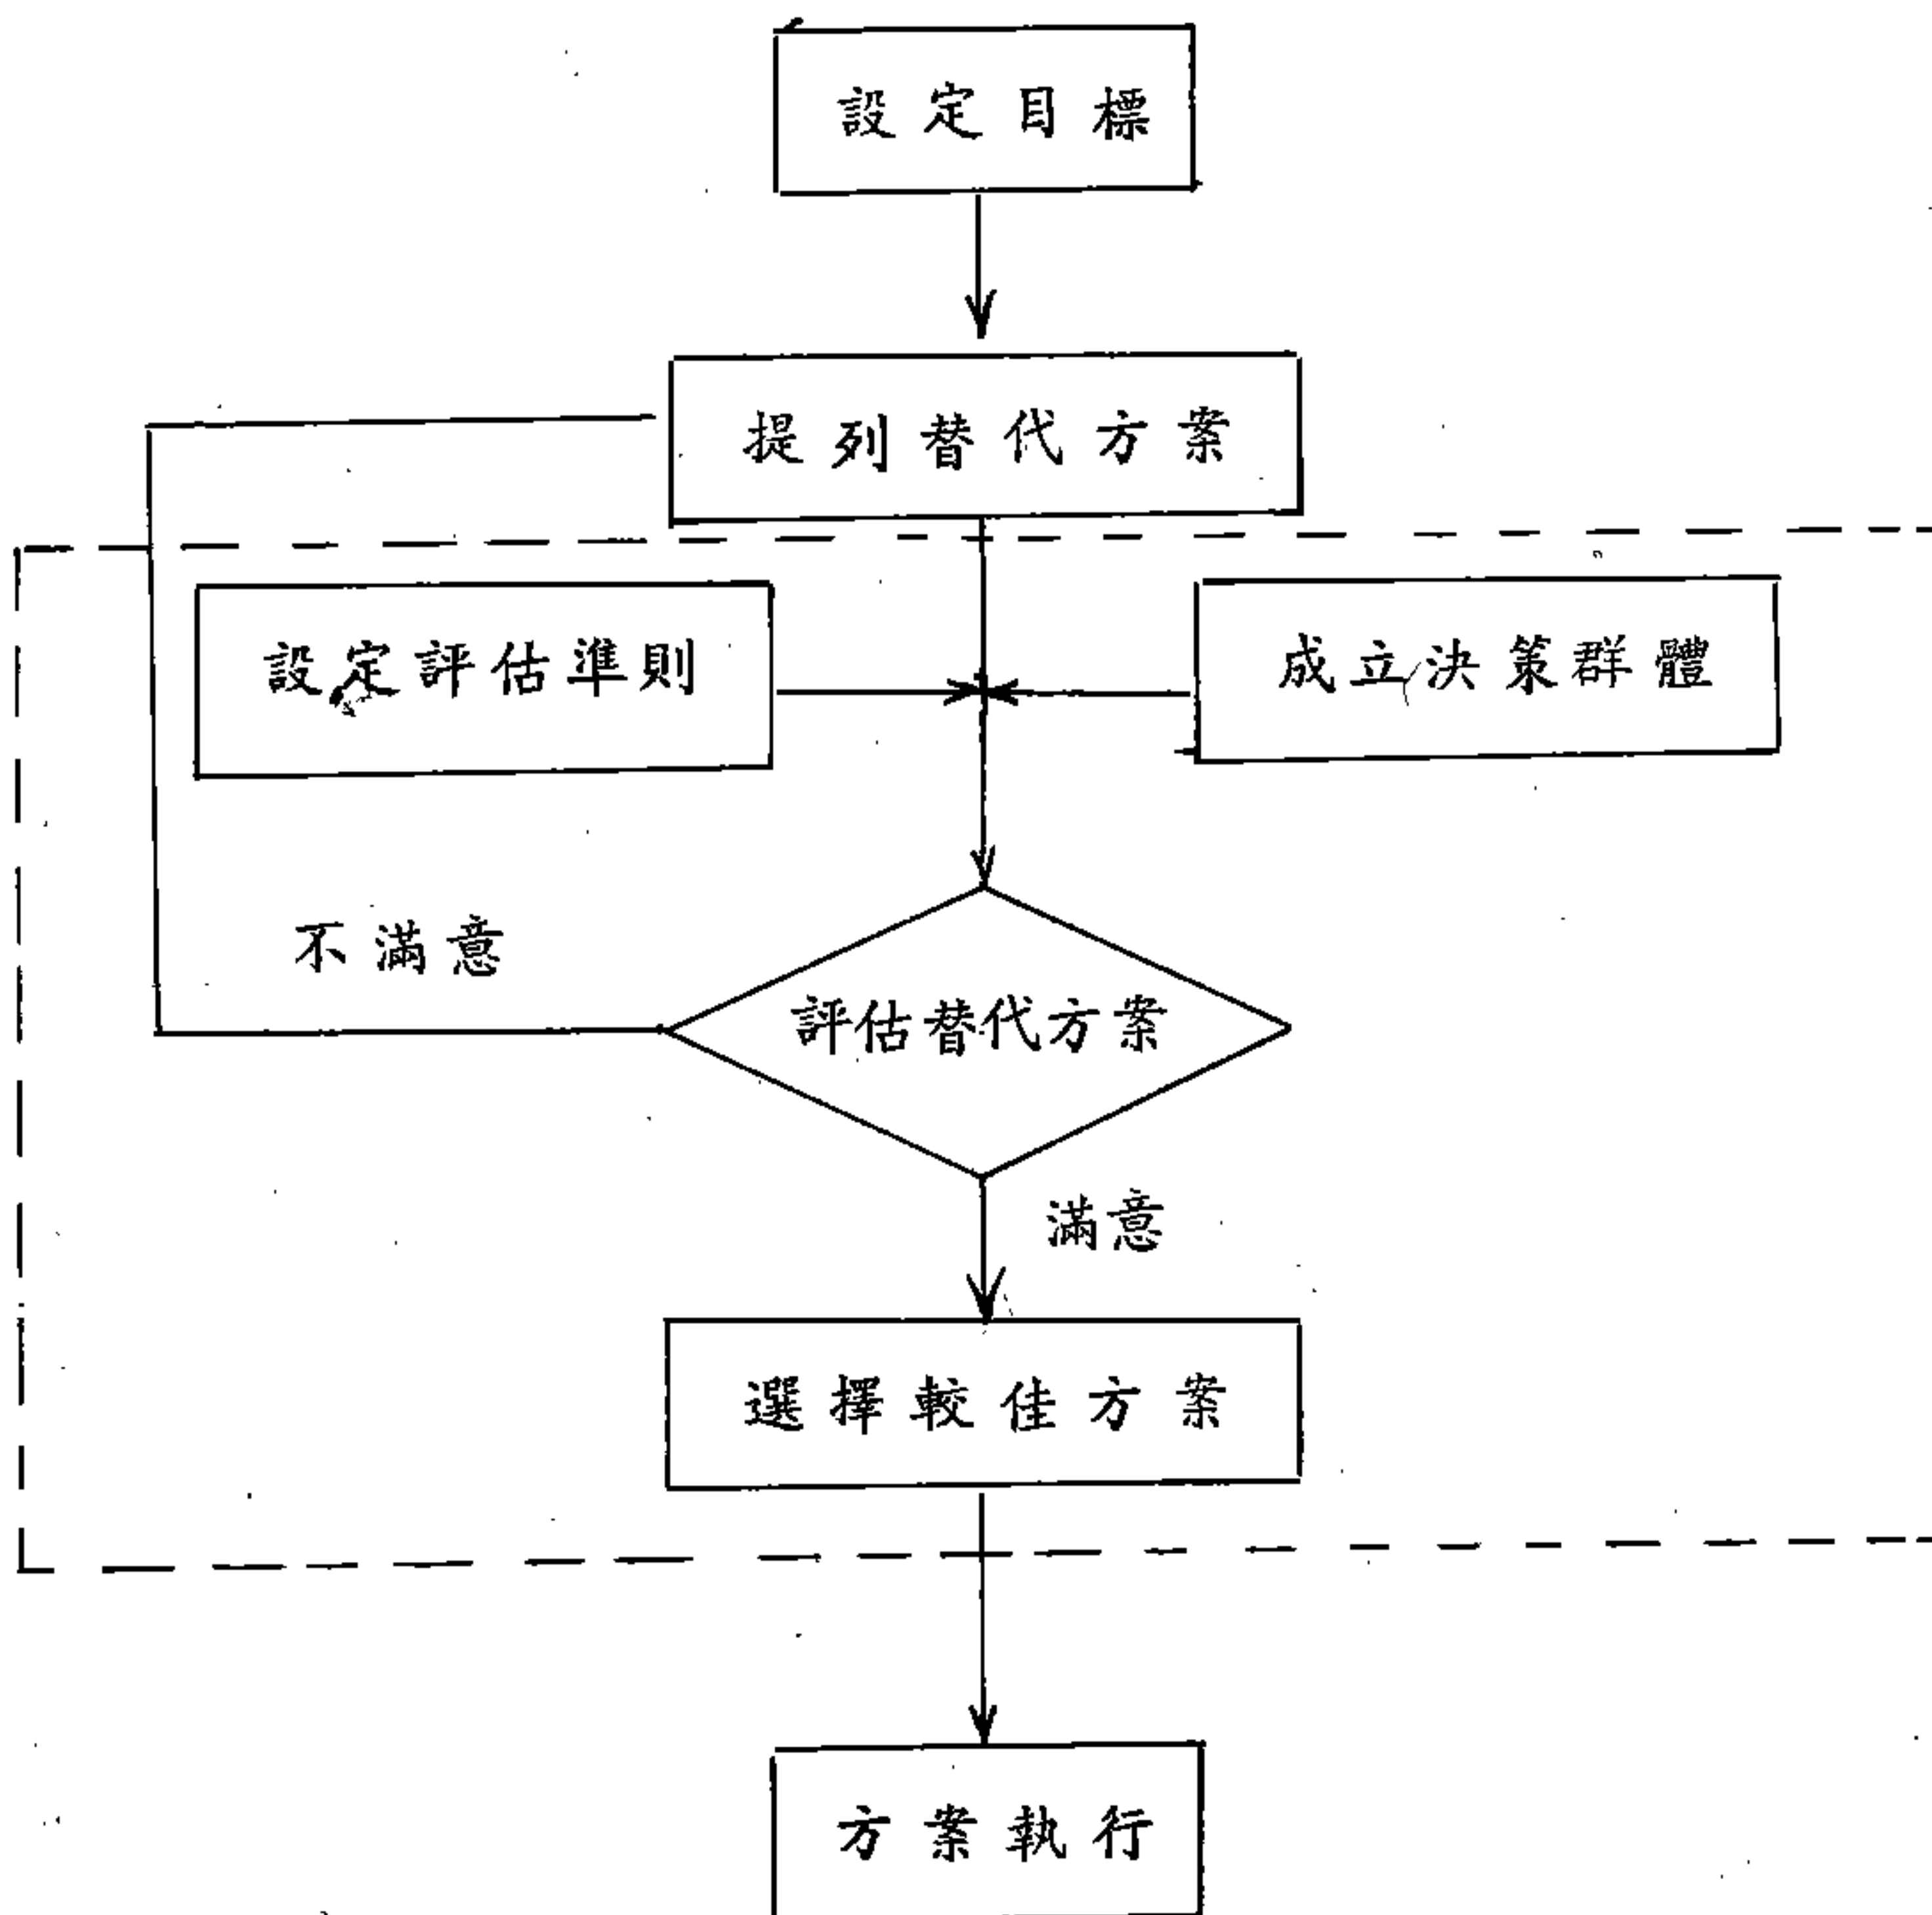 設定目標
提列替代方案
設定評估準則
成立決策群體
不滿意
評估替代方案
滿意
選擇較佳方案
方案執行